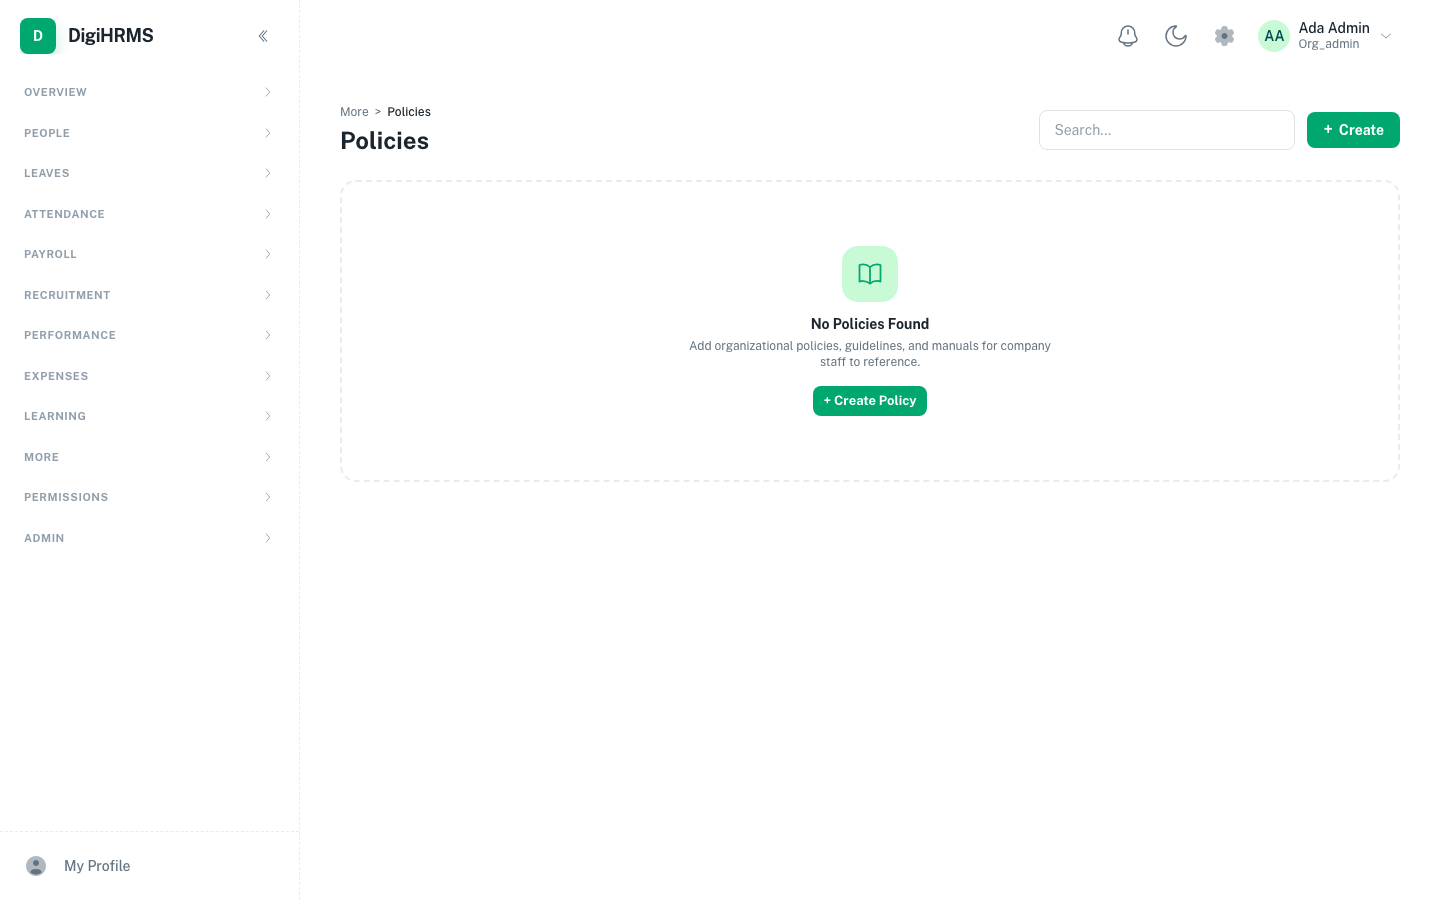 D
DigiHRMS
OVERVIEW
PEOPLE
LEAVES
ATTENDANCE
PAYROLL
RECRUITMENT
PERFORMANCE
EXPENSES
LEARNING
MORE
PERMISSIONS
ADMIN
My Profile
AA
Ada Admin
Org_admin
More > Policies
Policies
Search...
+ Create
No Policies Found
Add organizational policies, guidelines, and manuals for company
staff to reference.
+ Create Policy